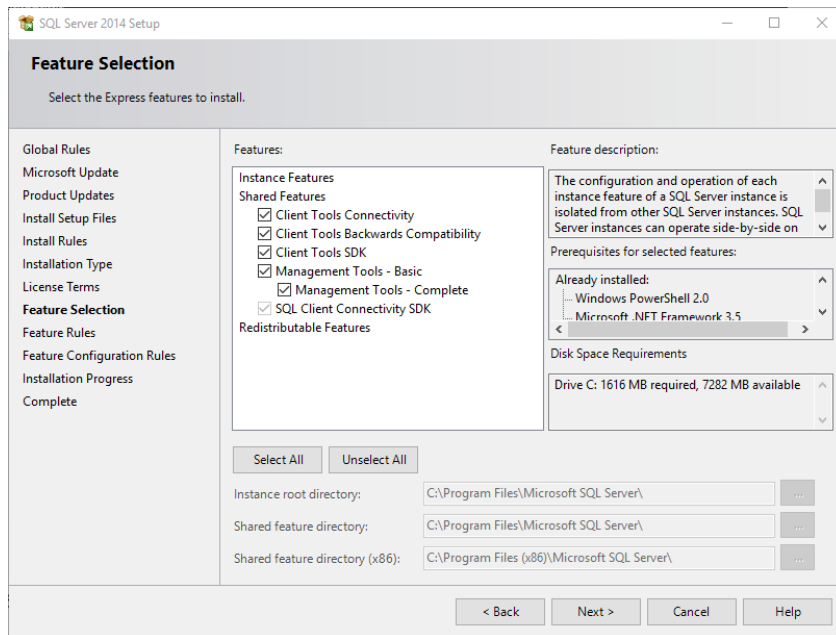 SQL Server 2014 Setup
Feature Selection
Select the Express features to install.
Global Rules
Microsoft Update
Product Updates
Install Setup Files
Install Rules
Installation Type
License Terms
Feature Selection
Feature Rules
Feature Configuration Rules
Installation Progress
Complete
Features:
Instance Features
Shared Features
Client Tools Connectivity
Client Tools Backwards Compatibility
Client Tools SDK
Management Tools - Basic
Management Tools - Complete
SQL Client Connectivity SDK
Redistributable Features
Feature description:
The configuration and operation of each
instance feature of a SQL Server instance is
isolated from other SQL Server instances. SQL
Server instances can operate side-by-side on
Prerequisites for selected features:
Already installed:
Windows PowerShell 2.0
Microsoft .NET Framework 3.5
Disk Space Requirements
Drive C: 1616 MB required, 7282 MB available
Select All
Unselect All
Instance root directory:
C:\Program Files\Microsoft SQL Server\
...
Shared feature directory:
C:\Program Files\Microsoft SQL Server\
...
Shared feature directory (x86):
C:\Program Files (x86)\Microsoft SQL Server\
...
< Back
Next >
Cancel
Help